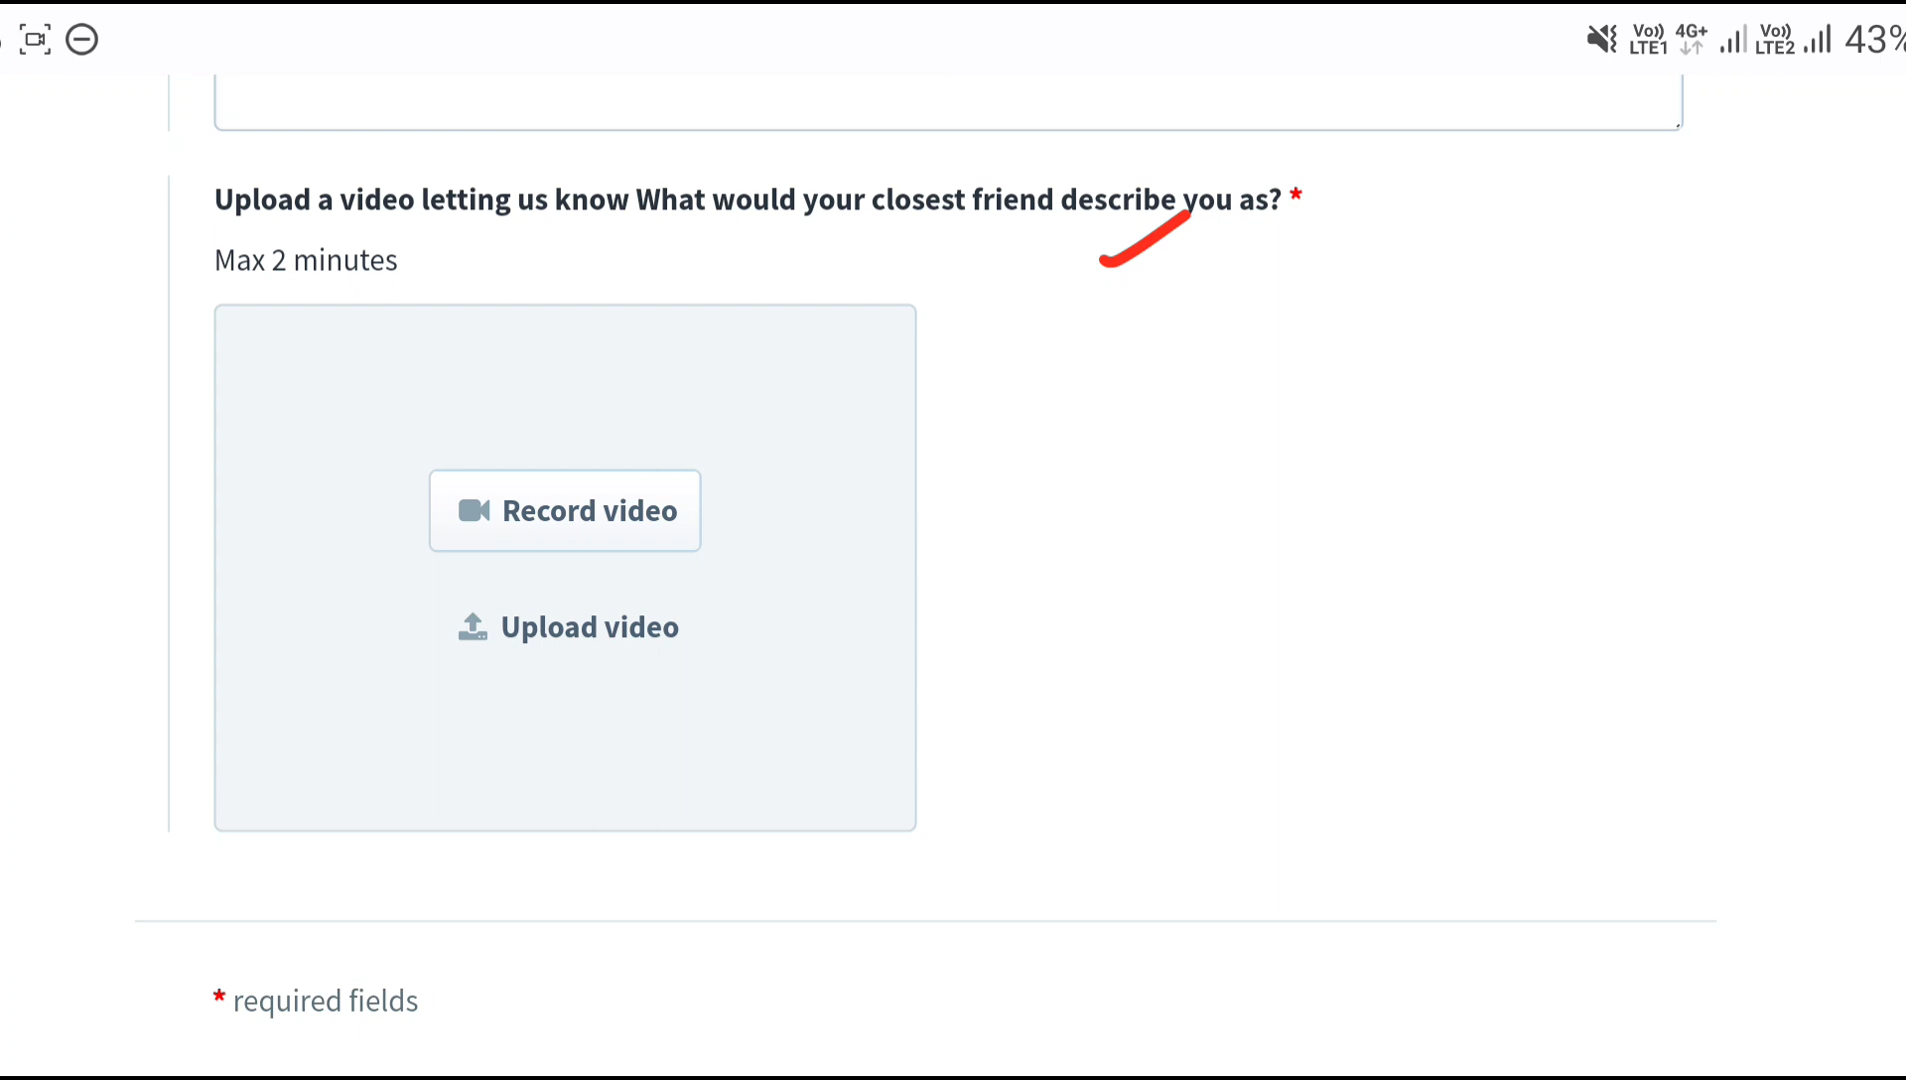 Vo)) LTE1 4G+ Vo)) LTE2 43%
Upload a video letting us know What would your closest friend describe you as? *
Max 2 minutes
Record video
Upload video
* required fields